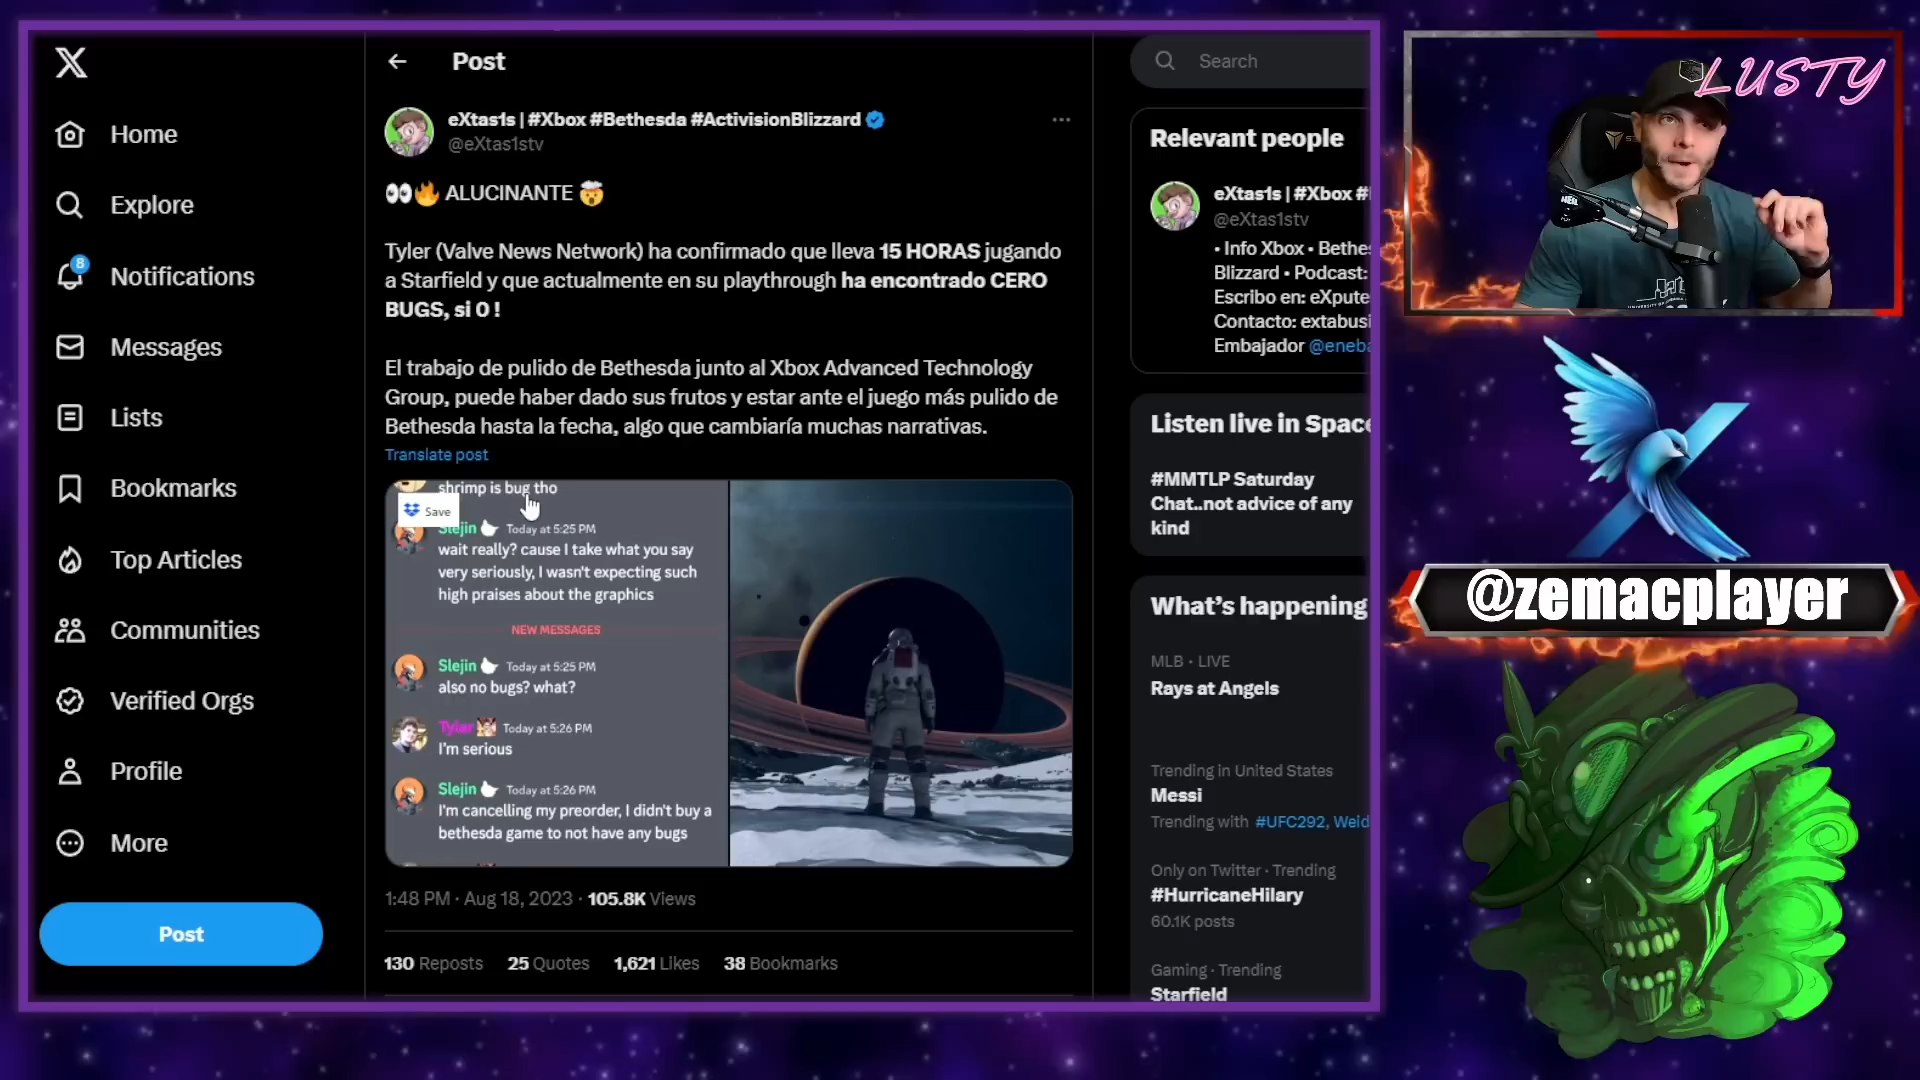 Home
Explore
8
Notifications
Messages
Lists
Bookmarks
Top Articles
Communities
Verified Orgs
Profile
More
Post
Post
eXtas1s | #Xbox #Bethesda #ActivisionBlizzard
@eXtas1stv
👀🔥 ALUCINANTE 🤯
Tyler (Valve News Network) ha confirmado que lleva 15 HORAS jugando
a Starfield y que actualmente en su playthrough ha encontrado CERO
BUGS, si 0 !
El trabajo de pulido de Bethesda junto al Xbox Advanced Technology
Group, puede haber dado sus frutos y estar ante el juego más pulido de
Bethesda hasta la fecha, algo que cambiaría muchas narrativas.
Translate post
shrimp is bug tho
Save
Slejin Today at 5:25 PM
wait really? cause I take what you say
very seriously, I wasn't expecting such
high praises about the graphics
NEW MESSAGES
Slejin Today at 5:25 PM
also no bugs? what?
Tyler Today at 5:26 PM
I'm serious
Slejin Today at 5:26 PM
I'm cancelling my preorder, I didn't buy a
bethesda game to not have any bugs
1:48 PM · Aug 18, 2023 · 105.8K Views
130 Reposts 25 Quotes 1,621 Likes 38 Bookmarks
Search
Relevant people
eXtas1s | #Xbox #
@eXtas1stv
• Info Xbox • Bethes
Blizzard • Podcast:
Escribo en: eXpute
Contacto: extabusi
Embajador @eneba
Listen live in Space
#MMTLP Saturday
Chat..not advice of any
kind
What's happening
MLB · LIVE
Rays at Angels
Trending in United States
Messi
Trending with #UFC292, Weid
Only on Twitter · Trending
#HurricaneHilary
60.1K posts
Gaming · Trending
Starfield
LUSTY
@zemacplayer